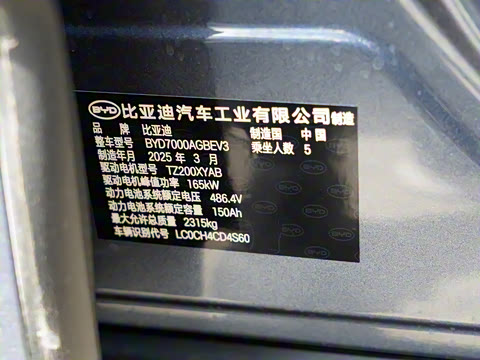 BYD 比亚迪汽车工业有限公司制造
品牌 比亚迪 制造国 中国
整车型号 BYD7000AGBEV3 乘坐人数 5
制造年月 2025 年 3 月
驱动电机型号 TZ200XYAB
驱动电机峰值功率 165kW
动力电池系统额定电压 486.4V
动力电池系统额定容量 150Ah
最大允许总质量 2315kg
车辆识别代号 LC0CH4CD4S60